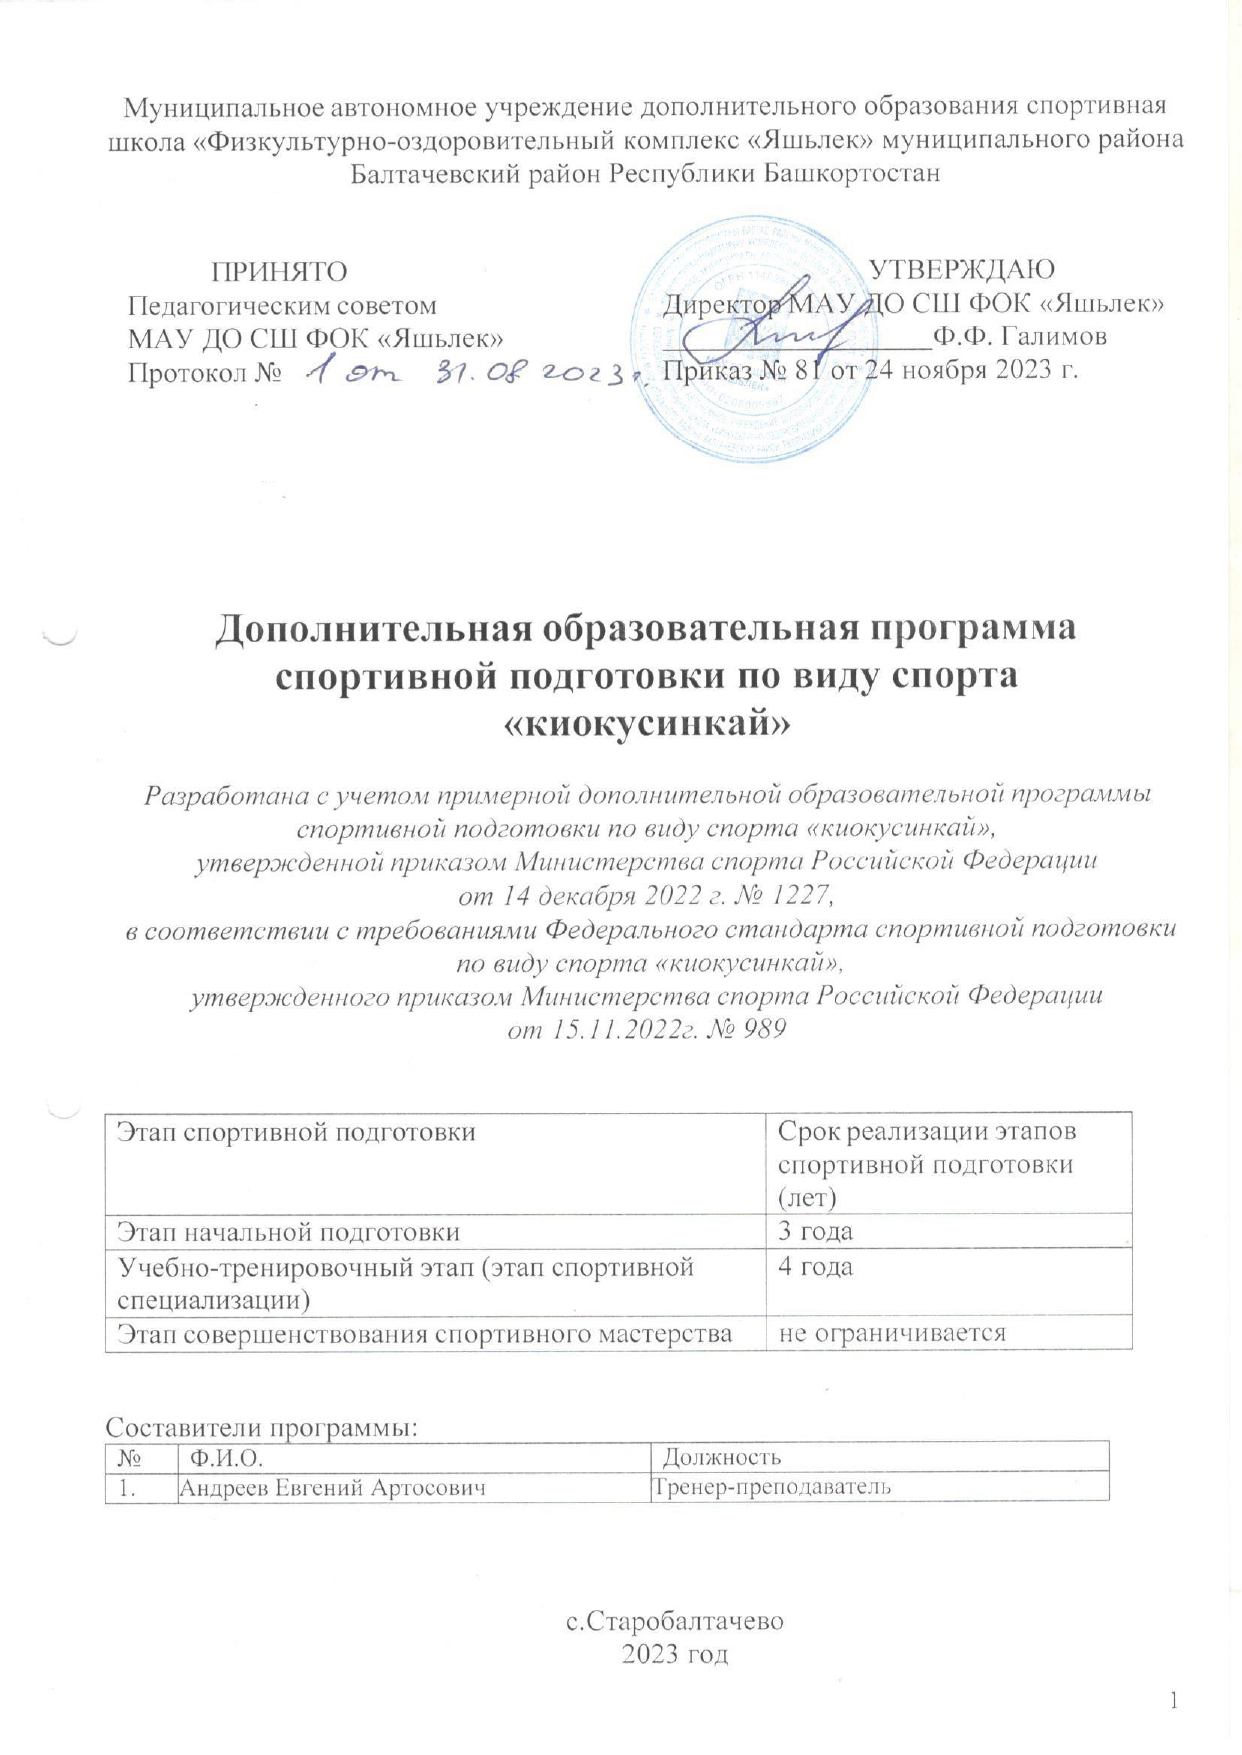 Муниципальное автономное учреждение дополнительного образования спортивная
школа «Физкультурно-оздоровительный комплекс «Яшьлек» муниципального района
Балтачевский район Республики Башкортостан
ПРИНЯТО
Педагогическим советом
МАУ ДО СШ ФОК «Яшьлек»
Протокол № 1 от 31.08 2023 г.
УТВЕРЖДАЮ
Директор МАУ ДО СШ ФОК «Яшьлек»
____________________Ф.Ф. Галимов
Приказ № 81 от 24 ноября 2023 г.
Дополнительная образовательная программа
спортивной подготовки по виду спорта
«киокусинкай»
Разработана с учетом примерной дополнительной образовательной программы
спортивной подготовки по виду спорта «киокусинкай»,
утвержденной приказом Министерства спорта Российской Федерации
от 14 декабря 2022 г. № 1227,
в соответствии с требованиями Федерального стандарта спортивной подготовки
по виду спорта «киокусинкай»,
утвержденного приказом Министерства спорта Российской Федерации
от 15.11.2022г. № 989
Этап спортивной подготовки
Срок реализации этапов
спортивной подготовки
(лет)
Этап начальной подготовки
3 года
Учебно-тренировочный этап (этап спортивной
специализации)
4 года
Этап совершенствования спортивного мастерства
не ограничивается
Составители программы:
№ Ф.И.О. Должность
1. Андреев Евгений Артосович Тренер-преподаватель
с.Старобалтачево
2023 год
1